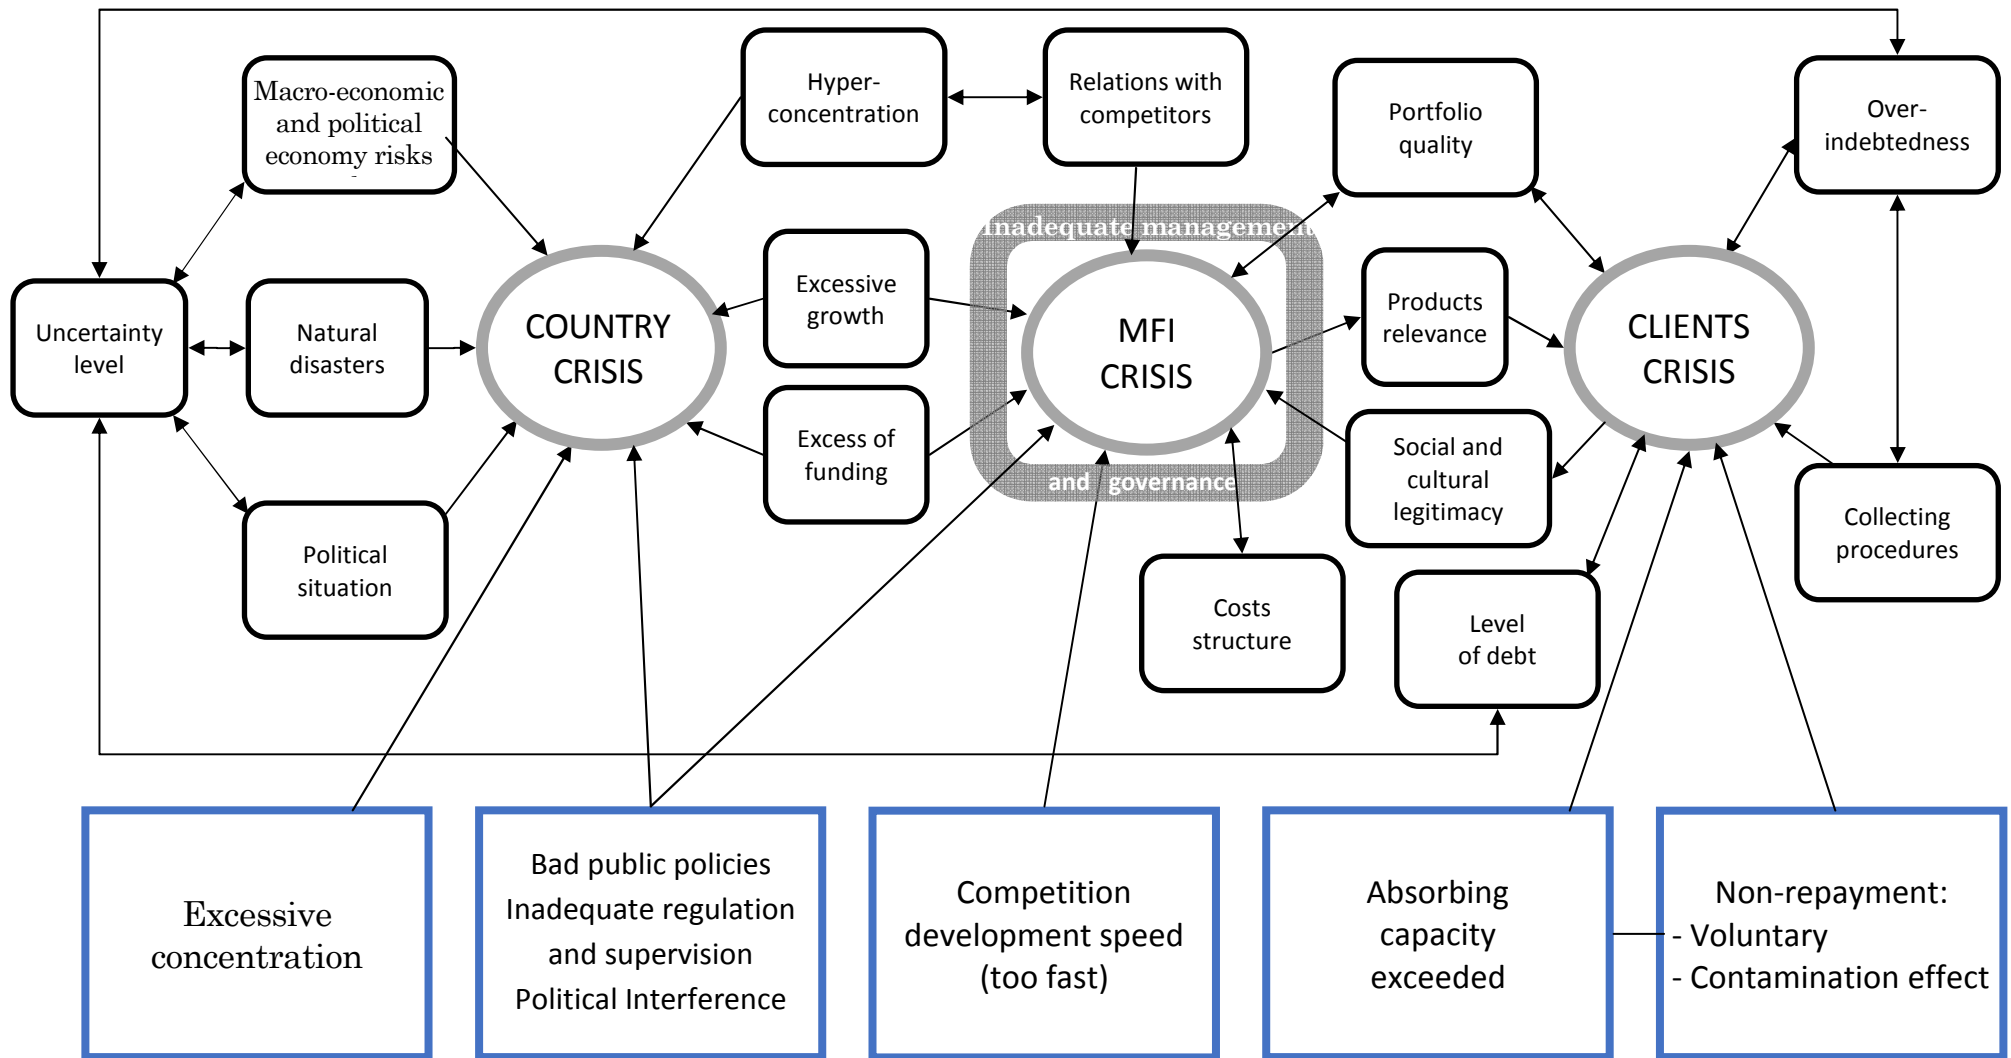 Macro-economic
and political
economy risks
Hyper-
concentration
Relations with
competitors
Portfolio
quality
Over-
indebtedness
Inadequate management
Uncertainty
level
Natural
disasters
COUNTRY
CRISIS
Excessive
growth
MFI
CRISIS
Products
relevance
CLIENTS
CRISIS
Excess of
funding
and governance
Social and
cultural
legitimacy
Collecting
procedures
Political
situation
Costs
structure
Level
of debt
Excessive
concentration
Bad public policies
Inadequate regulation
and supervision
Political Interference
Competition
development speed
(too fast)
Absorbing
capacity
exceeded
Non-repayment:
- Voluntary
- Contamination effect